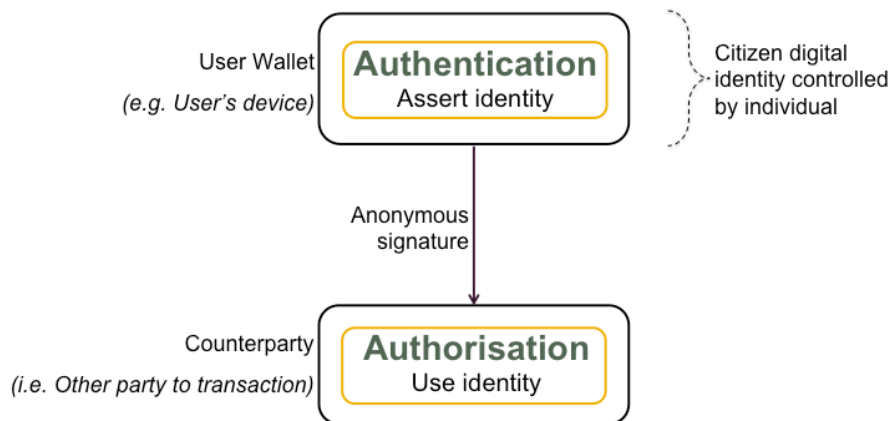 User Wallet
(e.g. User's device)
Authentication
Assert identity
Citizen digital
identity controlled
by individual
Anonymous
signature
Counterparty
(i.e. Other party to transaction)
Authorisation
Use identity